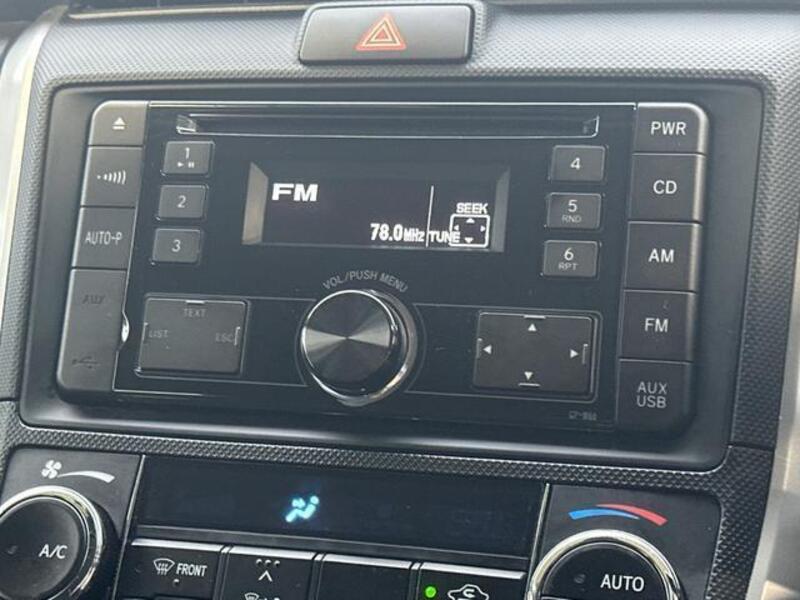 PWR
1
4
CD
FM
SEEK
2
5
RND
AUTO-P
78.0MHz TUNE
3
6
RPT
AM
VOL/PUSH MENU
AUX
TEXT
LIST
ESC
FM
AUX
USB
A/C
FRONT
AUTO